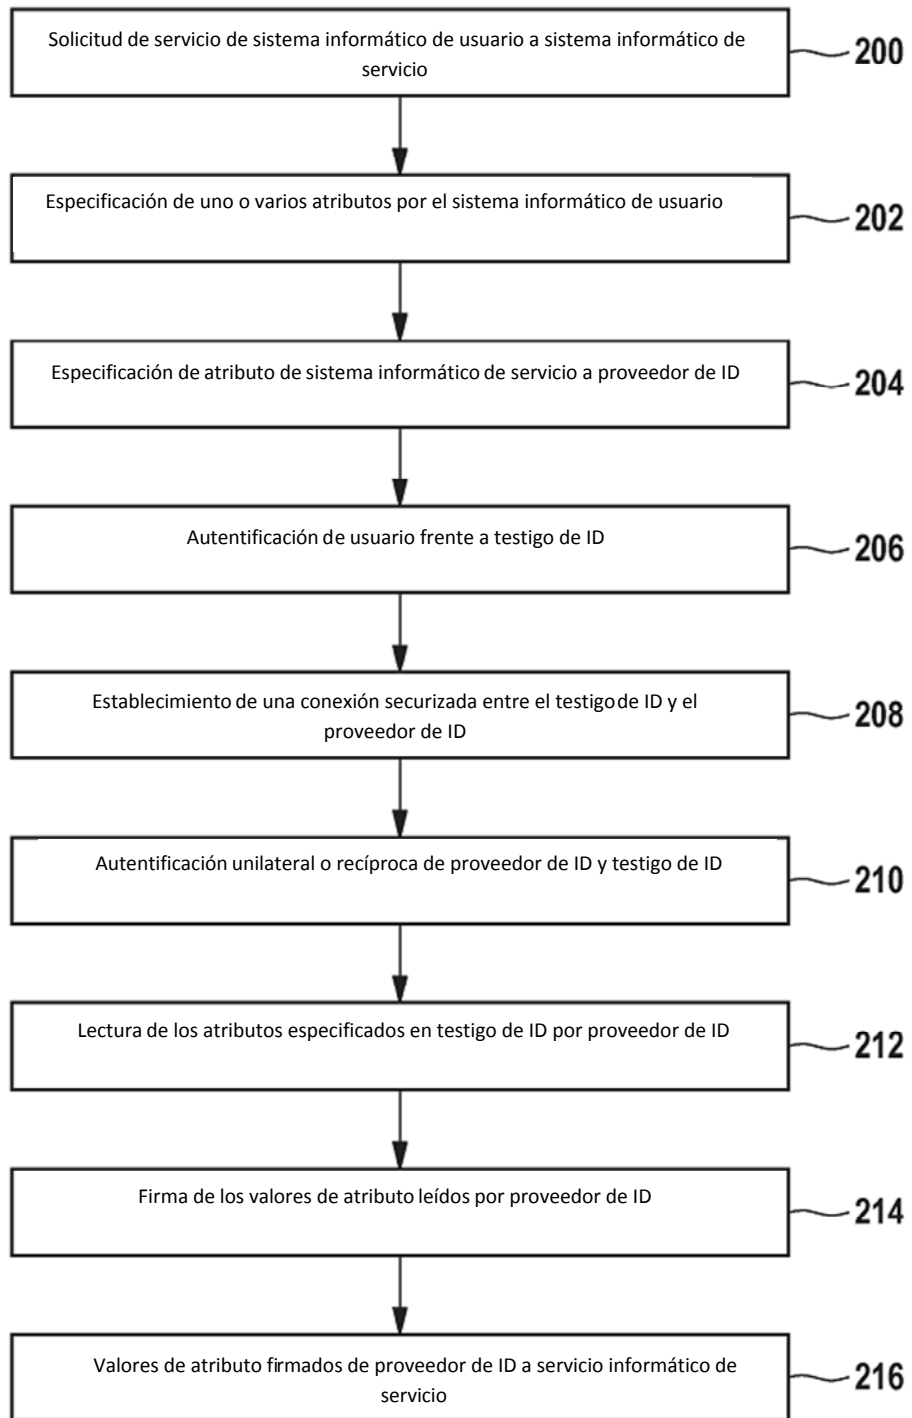 Solicitud de servicio de sistema informático de usuario a sistema informático de
servicio
200
Especificación de uno o varios atributos por el sistema informático de usuario
202
Especificación de atributo de sistema informático de servicio a proveedor de ID
204
Autentificación de usuario frente a testigo de ID
206
Establecimiento de una conexión securizada entre el testigo de ID y el
proveedor de ID
208
Autentificación unilateral o recíproca de proveedor de ID y testigo de ID
210
Lectura de los atributos especificados en testigo de ID por proveedor de ID
212
Firma de los valores de atributo leídos por proveedor de ID
214
Valores de atributo firmados de proveedor de ID a servicio informático de
servicio
216